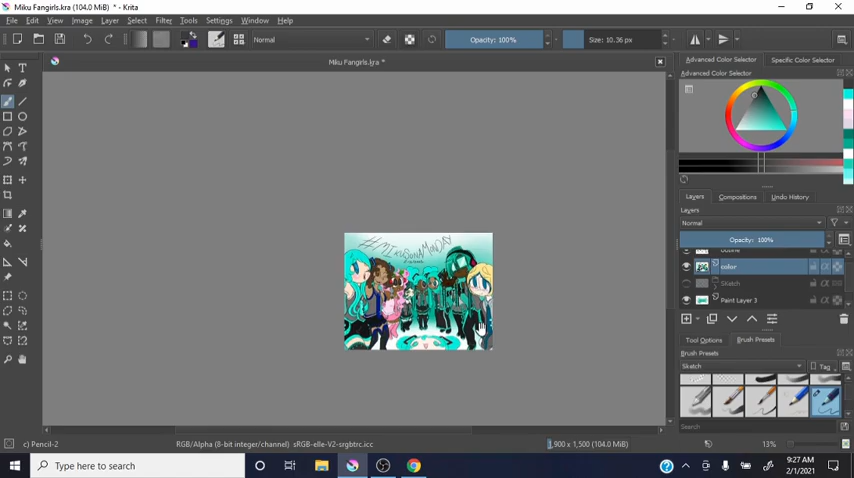 Miku Fangirls.kra (104.0 MiB) * - Krita
File Edit View Image Layer Select Filter Tools Settings Window Help
Normal Opacity: 100% Size: 10.36 px
Miku Fangirls.kra *
Advanced Color Selector Specific Color Selector
Advanced Color Selector
#MIKUSONAMONDAY
Layers Compositions Undo History
Layers
Normal
Opacity: 100%
outline
color
Sketch
Paint Layer 3
Tool Options Brush Presets
Brush Presets
Sketch Tag
Search
c) Pencil-2 RGB/Alpha (8-bit integer/channel) sRGB-elle-V2-srgbtrc.icc 1,900 x 1,500 (104.0 MiB) 13%
Type here to search
9:27 AM
2/1/2021